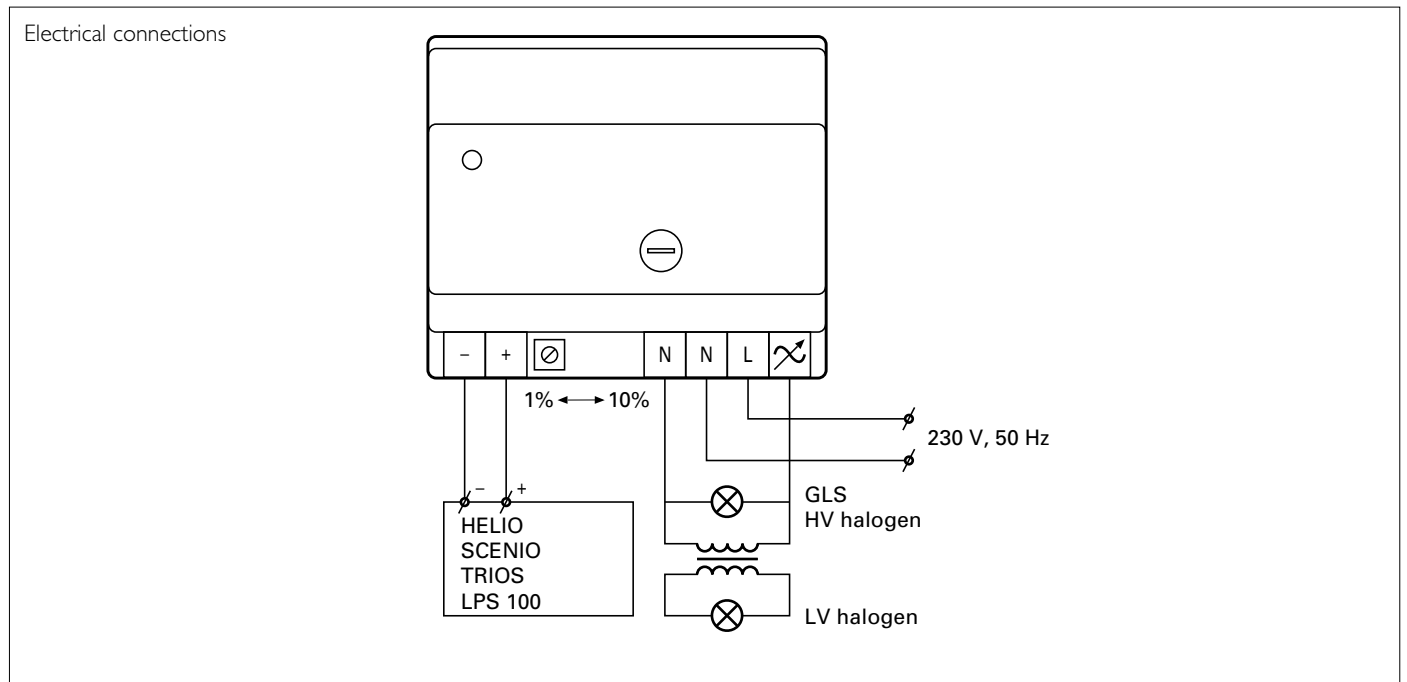 Electrical connections
– + N N L
1% ◄─► 10%
230 V, 50 Hz
– +
GLS
HV halogen
HELIO
SCENIO
TRIOS
LPS 100
LV halogen